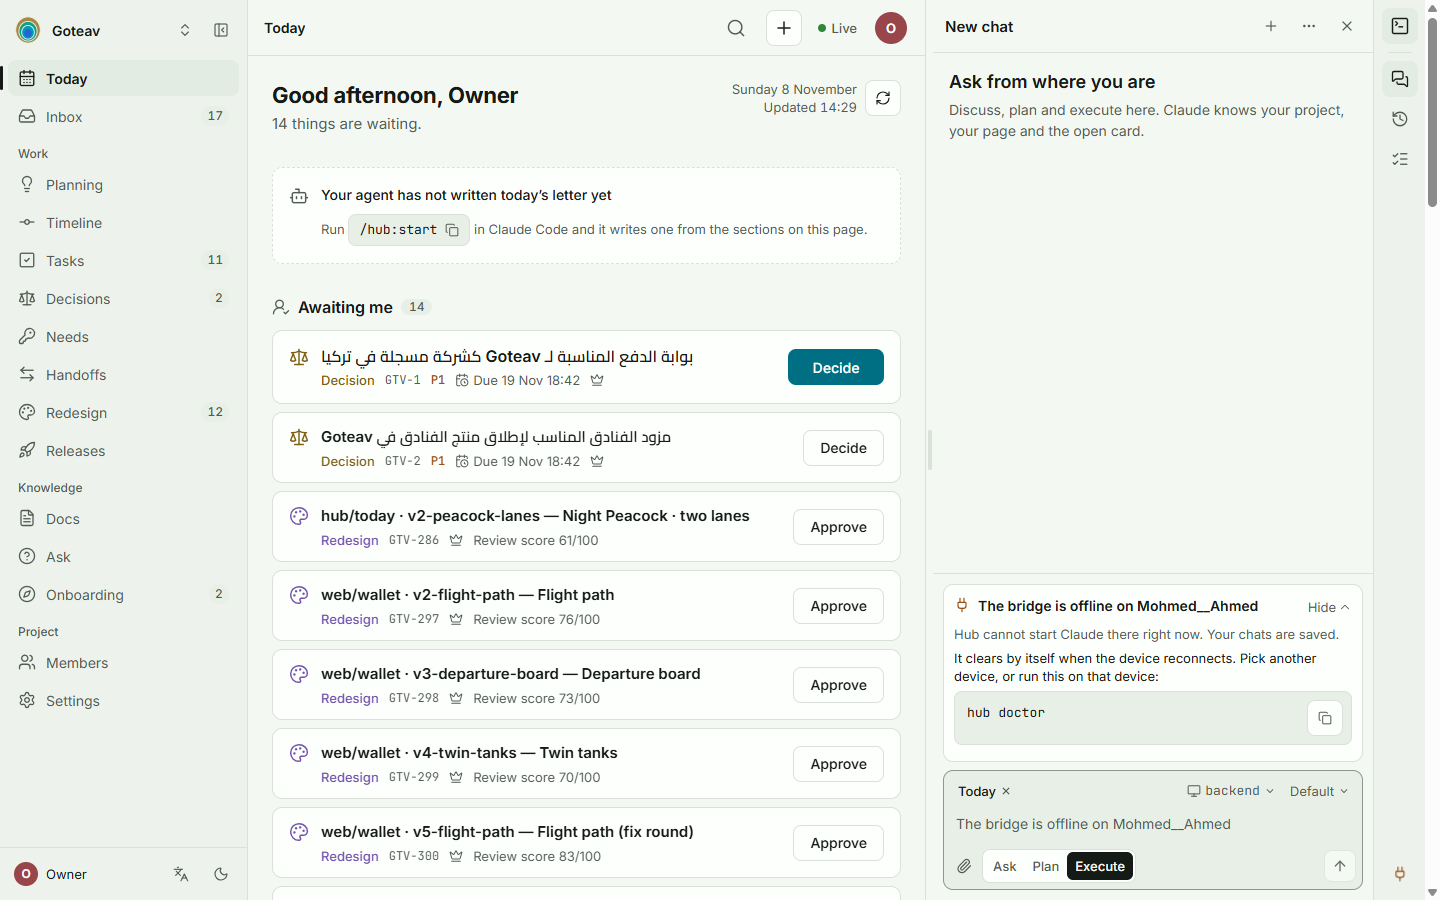 Goteav
Today
Inbox 17
Work
Planning
Timeline
Tasks 11
Decisions 2
Needs
Handoffs
Redesign 12
Releases
Knowledge
Docs
Ask
Onboarding 2
Project
Members
Settings
O Owner
Today
Live
O
Good afternoon, Owner
14 things are waiting.
Sunday 8 November
Updated 14:29
Your agent has not written today’s letter yet
Run /hub:start in Claude Code and it writes one from the sections on this page.
Awaiting me 14
بوابة الدفع المناسبة لـ Goteav كشركة مسجلة في تركيا
Decision GTV-1 P1 Due 19 Nov 18:42
Decide
مزود الفنادق المناسب لإطلاق منتج الفنادق في Goteav
Decision GTV-2 P1 Due 19 Nov 18:42
Decide
hub/today · v2-peacock-lanes — Night Peacock · two lanes
Redesign GTV-286 Review score 61/100
Approve
web/wallet · v2-flight-path — Flight path
Redesign GTV-297 Review score 76/100
Approve
web/wallet · v3-departure-board — Departure board
Redesign GTV-298 Review score 73/100
Approve
web/wallet · v4-twin-tanks — Twin tanks
Redesign GTV-299 Review score 70/100
Approve
web/wallet · v5-flight-path — Flight path (fix round)
Redesign GTV-300 Review score 83/100
Approve
New chat
Ask from where you are
Discuss, plan and execute here. Claude knows your project,
your page and the open card.
The bridge is offline on Mohmed__Ahmed
Hide
Hub cannot start Claude there right now. Your chats are saved.
It clears by itself when the device reconnects. Pick another
device, or run this on that device:
hub doctor
Today
backend
Default
The bridge is offline on Mohmed__Ahmed
Ask Plan Execute